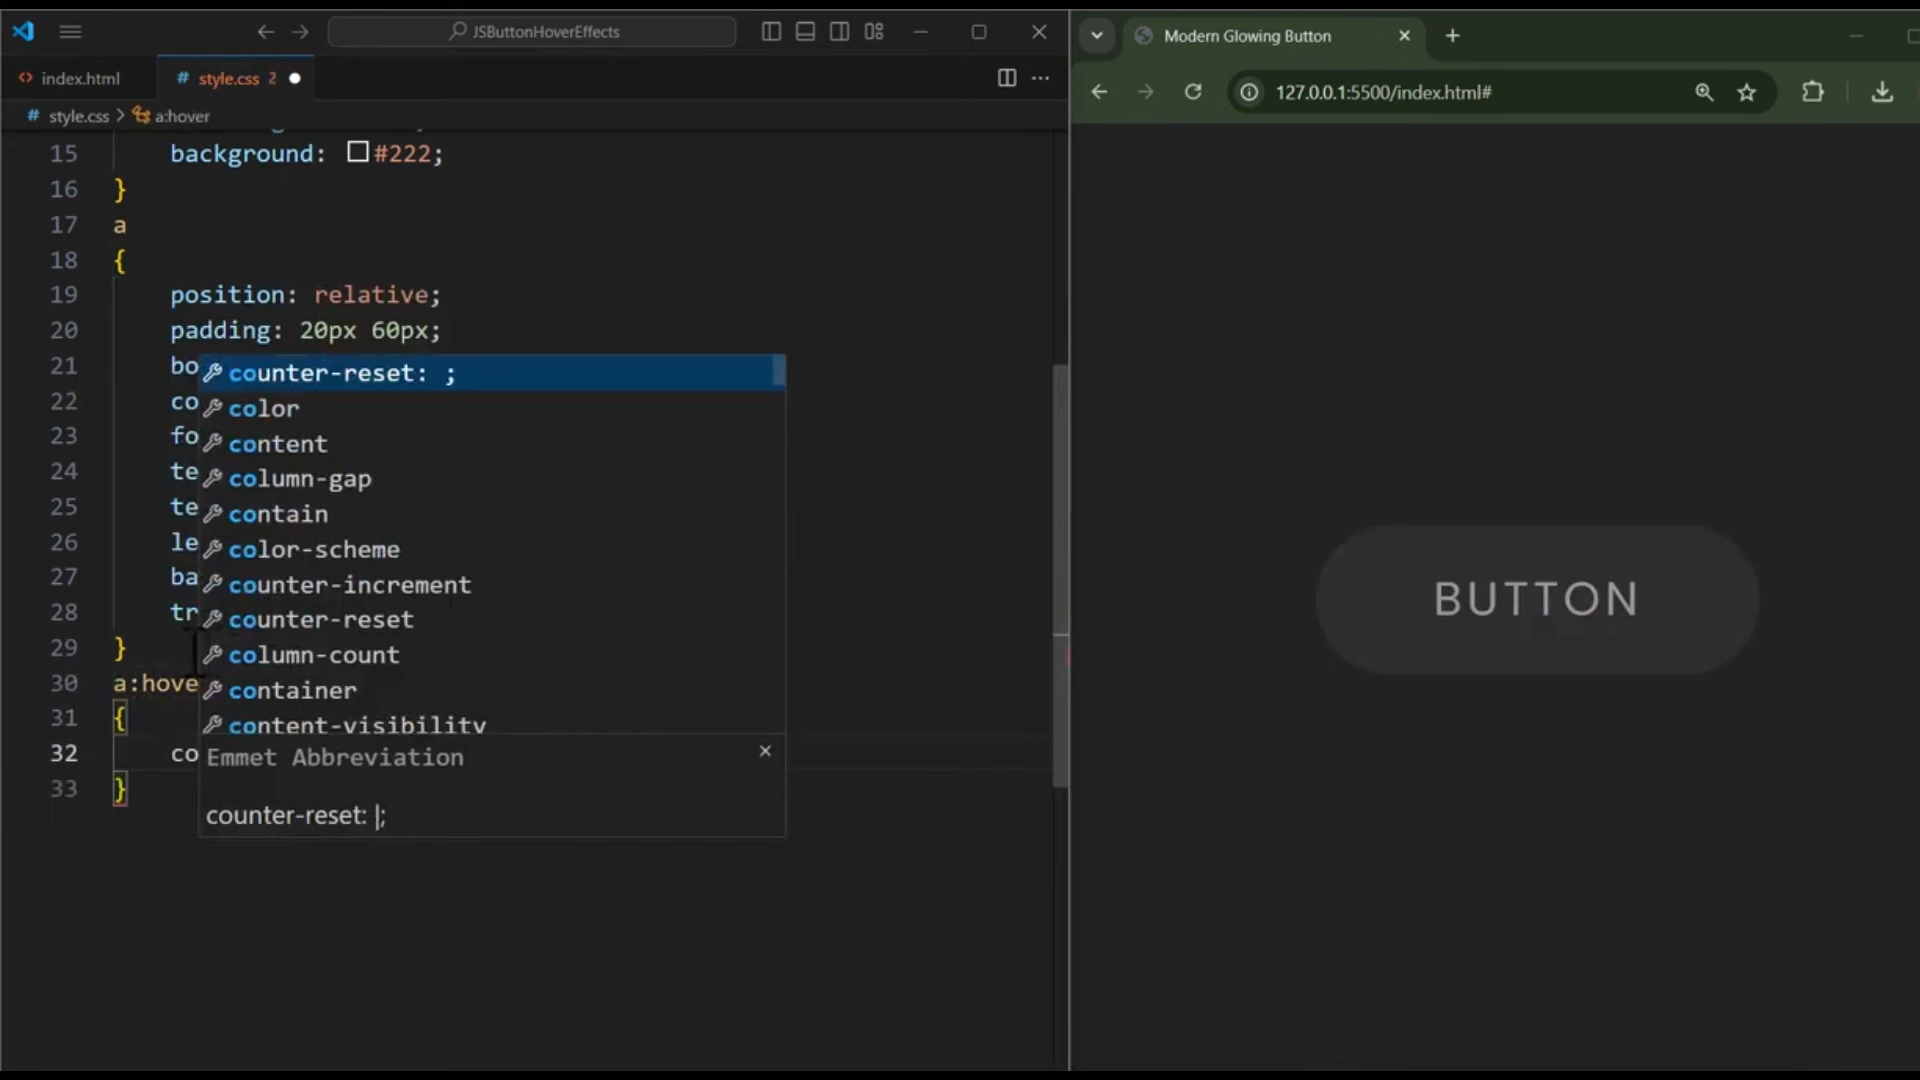 JSButtonHoverEffects
index.html
style.css 2
style.css > a:hover
15 background: #222;
16 }
17 a
18 {
19 position: relative;
20 padding: 20px 60px;
21 bo
22 co
23 fo
24 te
25 te
26 le
27 ba
28 tr
29 }
30 a:hove
31 {
32 co
33 }
counter-reset: ;
color
content
column-gap
contain
color-scheme
counter-increment
counter-reset
column-count
container
content-visibility
Emmet Abbreviation
counter-reset: |;
Modern Glowing Button
127.0.0.1:5500/index.html#
BUTTON